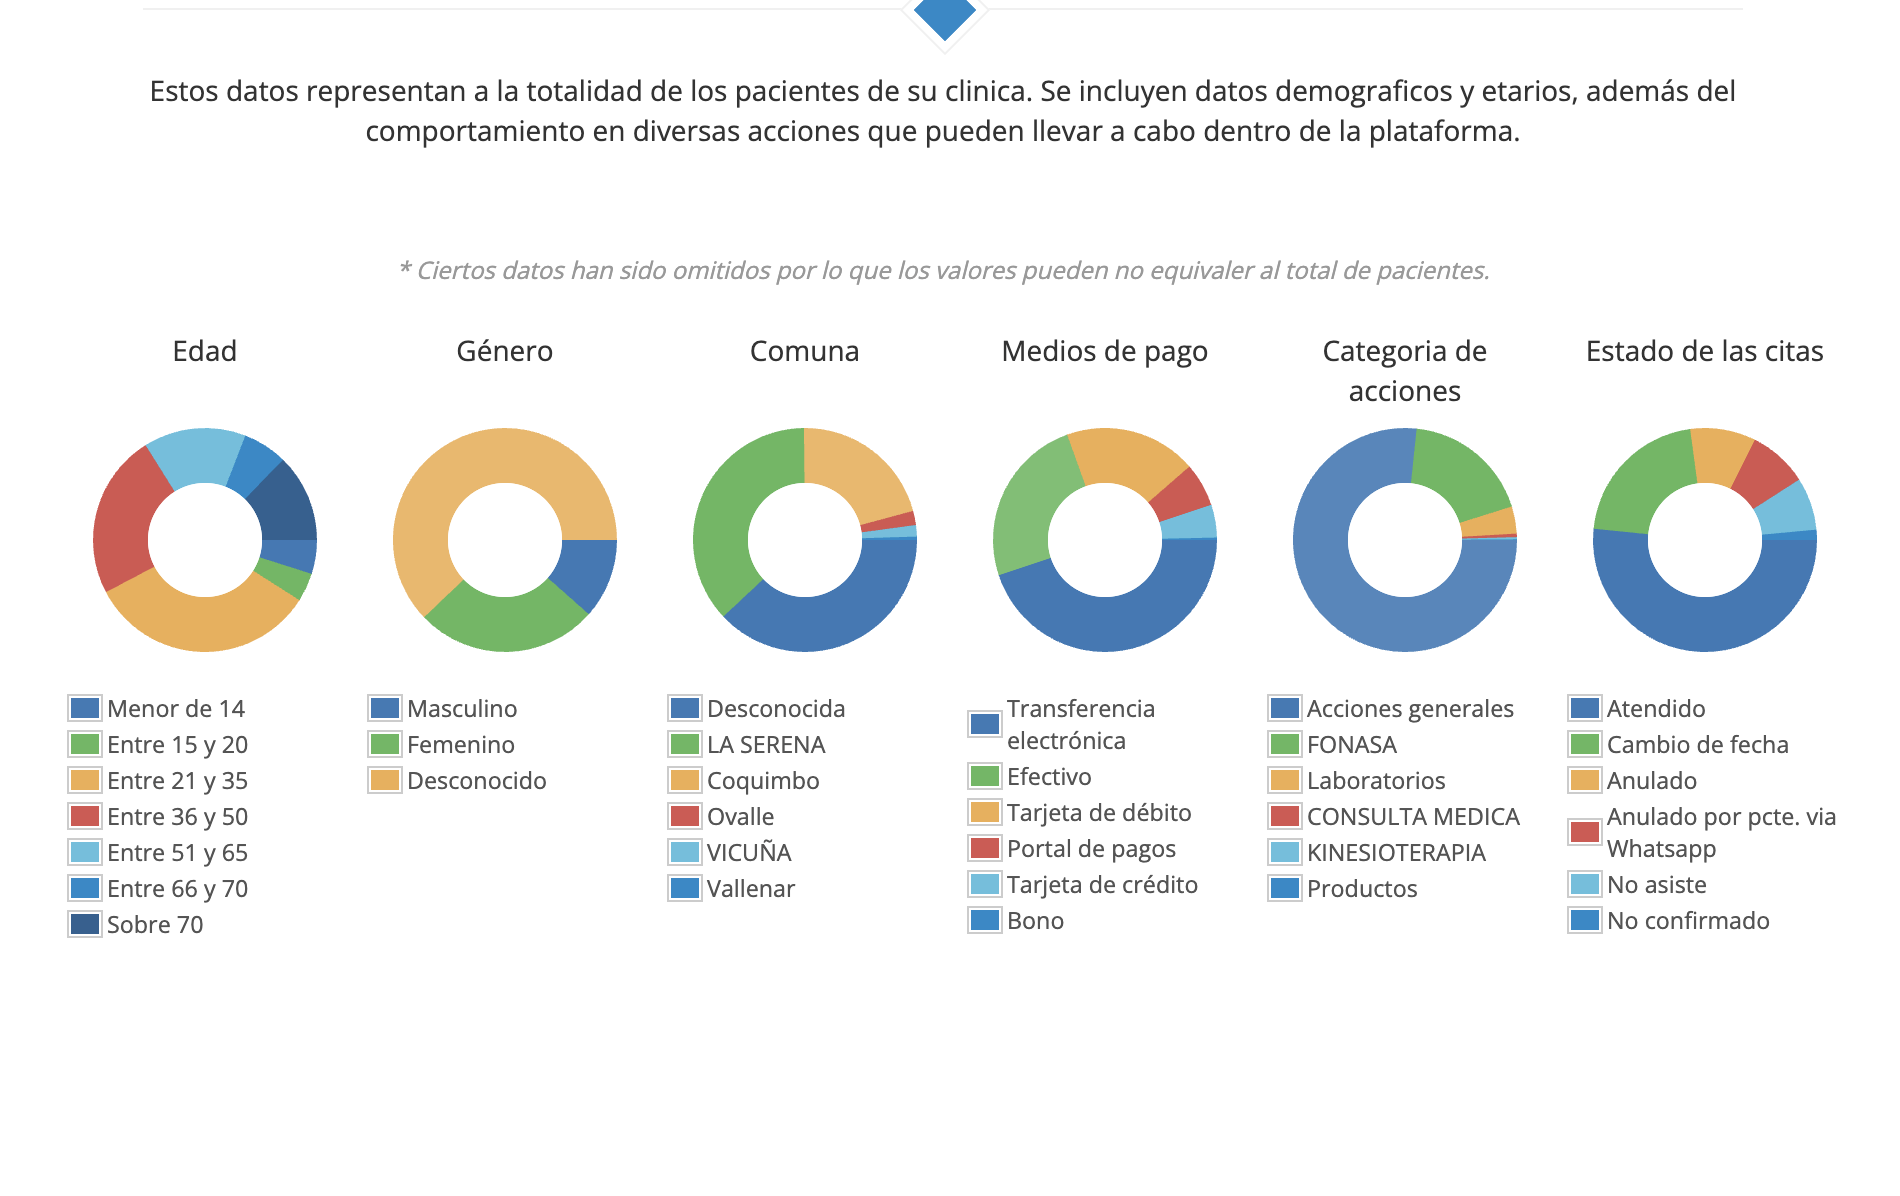 Estos datos representan a la totalidad de los pacientes de su clinica. Se incluyen datos demograficos y etarios, además del
comportamiento en diversas acciones que pueden llevar a cabo dentro de la plataforma.
* Ciertos datos han sido omitidos por lo que los valores pueden no equivaler al total de pacientes.
Edad
Menor de 14
Entre 15 y 20
Entre 21 y 35
Entre 36 y 50
Entre 51 y 65
Entre 66 y 70
Sobre 70
Género
Masculino
Femenino
Desconocido
Comuna
Desconocida
LA SERENA
Coquimbo
Ovalle
VICUÑA
Vallenar
Medios de pago
Transferencia
electrónica
Efectivo
Tarjeta de débito
Portal de pagos
Tarjeta de crédito
Bono
Categoria de
acciones
Acciones generales
FONASA
Laboratorios
CONSULTA MEDICA
KINESIOTERAPIA
Productos
Estado de las citas
Atendido
Cambio de fecha
Anulado
Anulado por pcte. via
Whatsapp
No asiste
No confirmado